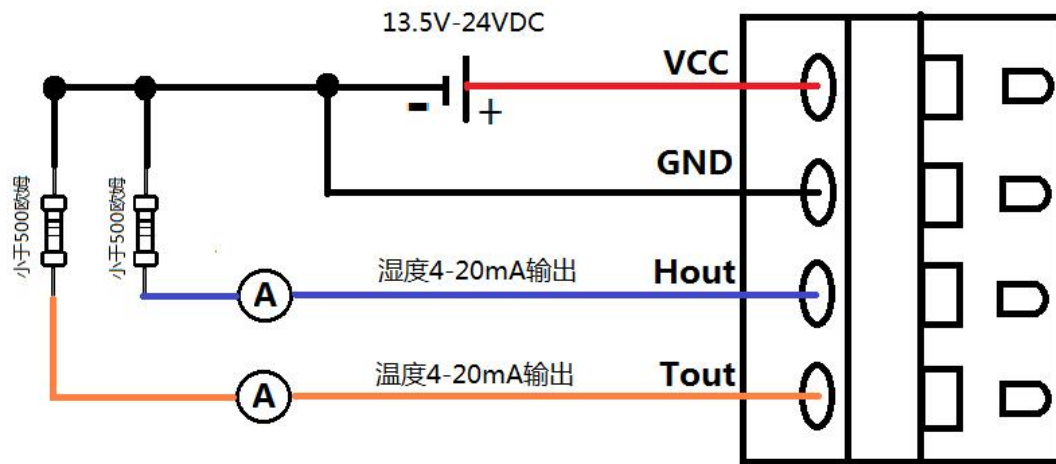 13.5V-24VDC
VCC
-
+
GND
小于500欧姆
小于500欧姆
湿度4-20mA输出
Hout
A
温度4-20mA输出
Tout
A